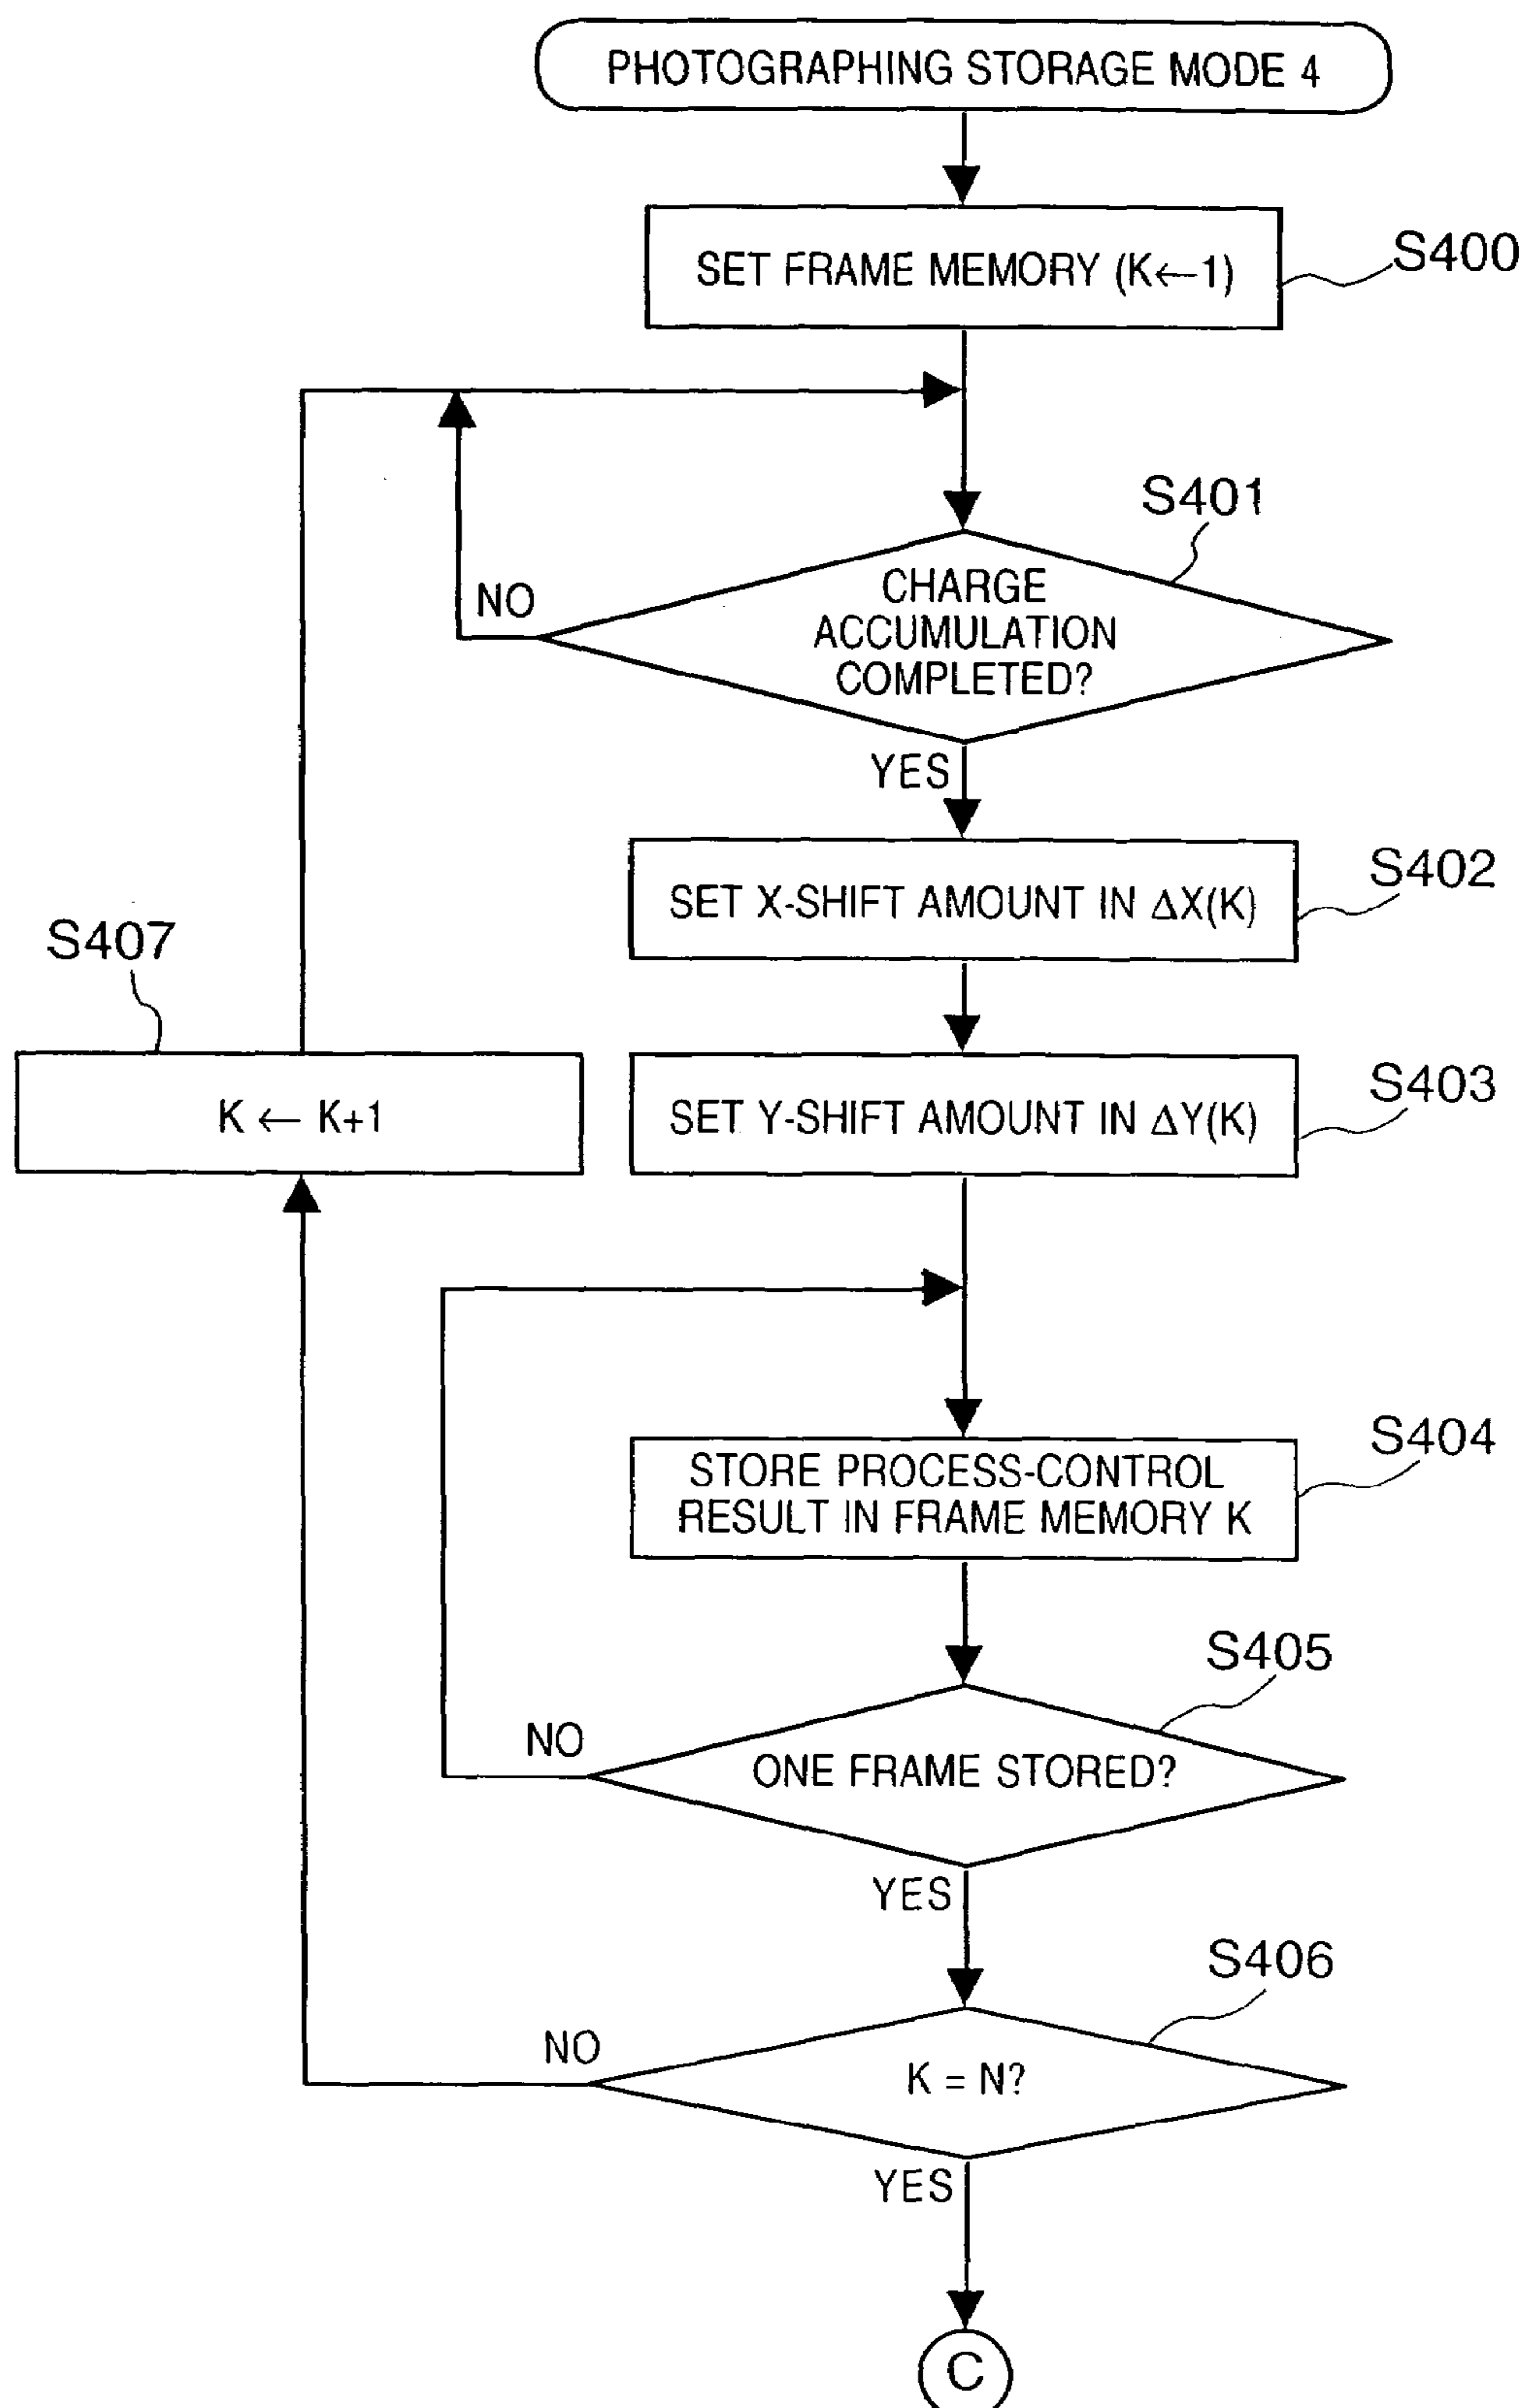 PHOTOGRAPHING STORAGE MODE 4
SET FRAME MEMORY (K←1)
S400
S401
CHARGE
ACCUMULATION
COMPLETED?
NO
YES
SET X-SHIFT AMOUNT IN ΔX(K)
S402
S407
K ← K+1
SET Y-SHIFT AMOUNT IN ΔY(K)
S403
STORE PROCESS-CONTROL
RESULT IN FRAME MEMORY K
S404
S405
NO
ONE FRAME STORED?
YES
S406
NO
K = N?
YES
C